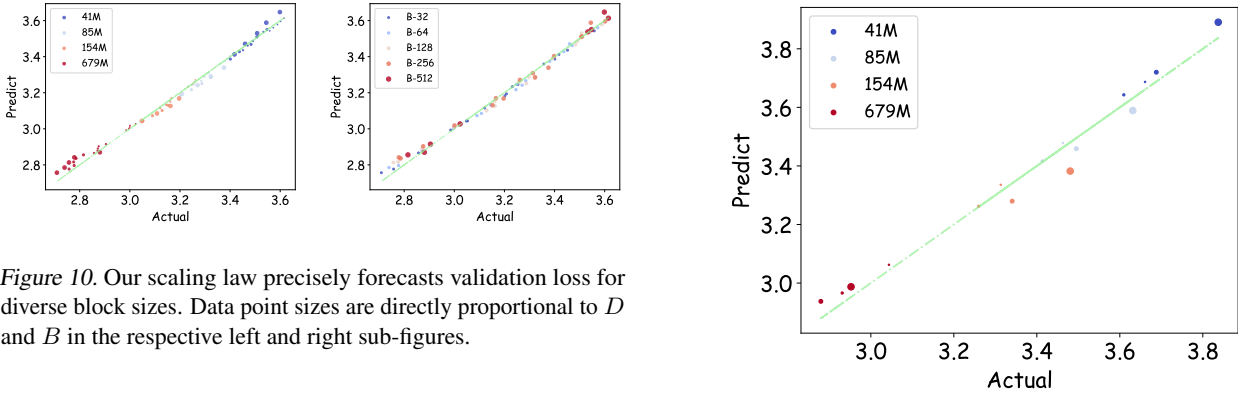 3.6
3.4
3.2
3.0
2.8
Predict
2.8 3.0 3.2 3.4 3.6
Actual
41M
85M
154M
679M
3.6
3.4
3.2
3.0
2.8
Predict
2.8 3.0 3.2 3.4 3.6
Actual
B-32
B-64
B-128
B-256
B-512
Figure 10. Our scaling law precisely forecasts validation loss for
diverse block sizes. Data point sizes are directly proportional to D
and B in the respective left and right sub-figures.
3.8
3.6
3.4
3.2
3.0
Predict
3.0 3.2 3.4 3.6 3.8
Actual
41M
85M
154M
679M